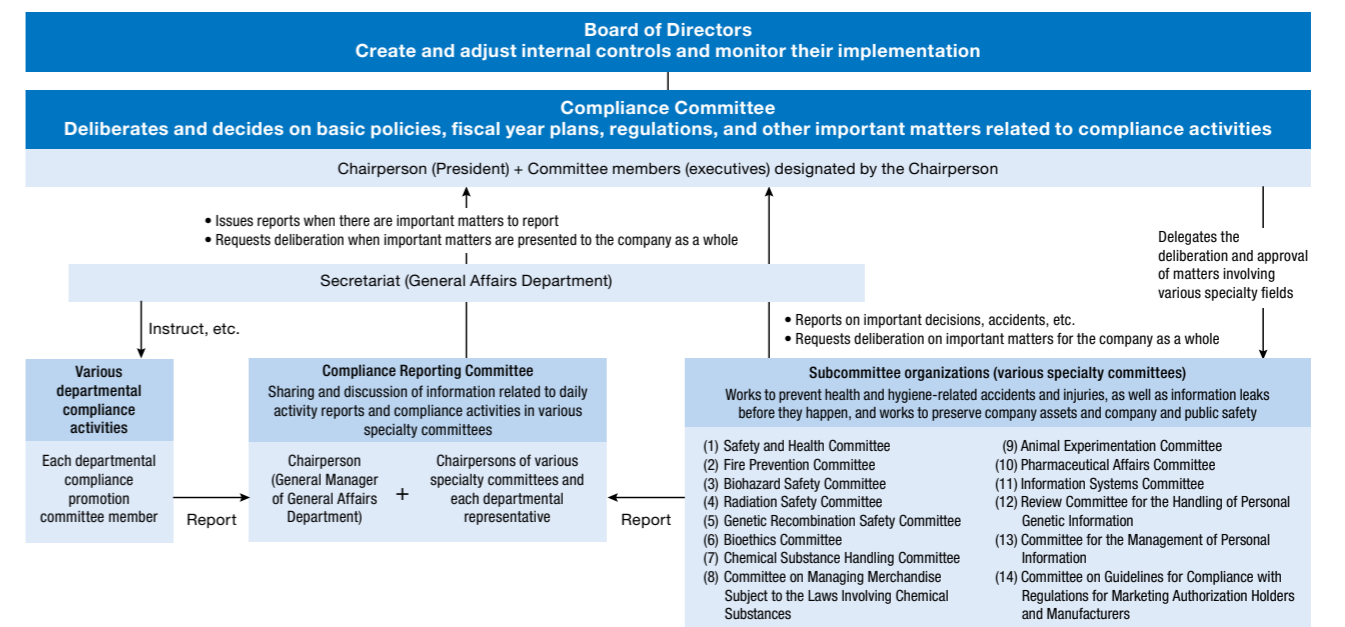 Board of Directors
Create and adjust internal controls and monitor their implementation
Compliance Committee
Deliberates and decides on basic policies, fiscal year plans, regulations, and other important matters related to compliance activities
Chairperson (President) + Committee members (executives) designated by the Chairperson
• Issues reports when there are important matters to report
• Requests deliberation when important matters are presented to the company as a whole
Delegates the
deliberation and approval
of matters involving
various specialty fields
Secretariat (General Affairs Department)
Instruct, etc.
• Reports on important decisions, accidents, etc.
• Requests deliberation on important matters for the company as a whole
Various
departmental
compliance
activities
Each departmental
compliance
promotion
committee member
Report
Compliance Reporting Committee
Sharing and discussion of information related to daily
activity reports and compliance activities in various
specialty committees
Chairperson
(General Manager
of General Affairs
Department)
+
Chairpersons of various
specialty committees and
each departmental
representative
Report
Subcommittee organizations (various specialty committees)
Works to prevent health and hygiene-related accidents and injuries, as well as information leaks
before they happen, and works to preserve company assets and company and public safety
(1) Safety and Health Committee
(2) Fire Prevention Committee
(3) Biohazard Safety Committee
(4) Radiation Safety Committee
(5) Genetic Recombination Safety Committee
(6) Bioethics Committee
(7) Chemical Substance Handling Committee
(8) Committee on Managing Merchandise
Subject to the Laws Involving Chemical
Substances
(9) Animal Experimentation Committee
(10) Pharmaceutical Affairs Committee
(11) Information Systems Committee
(12) Review Committee for the Handling of Personal
Genetic Information
(13) Committee for the Management of Personal
Information
(14) Committee on Guidelines for Compliance with
Regulations for Marketing Authorization Holders
and Manufacturers